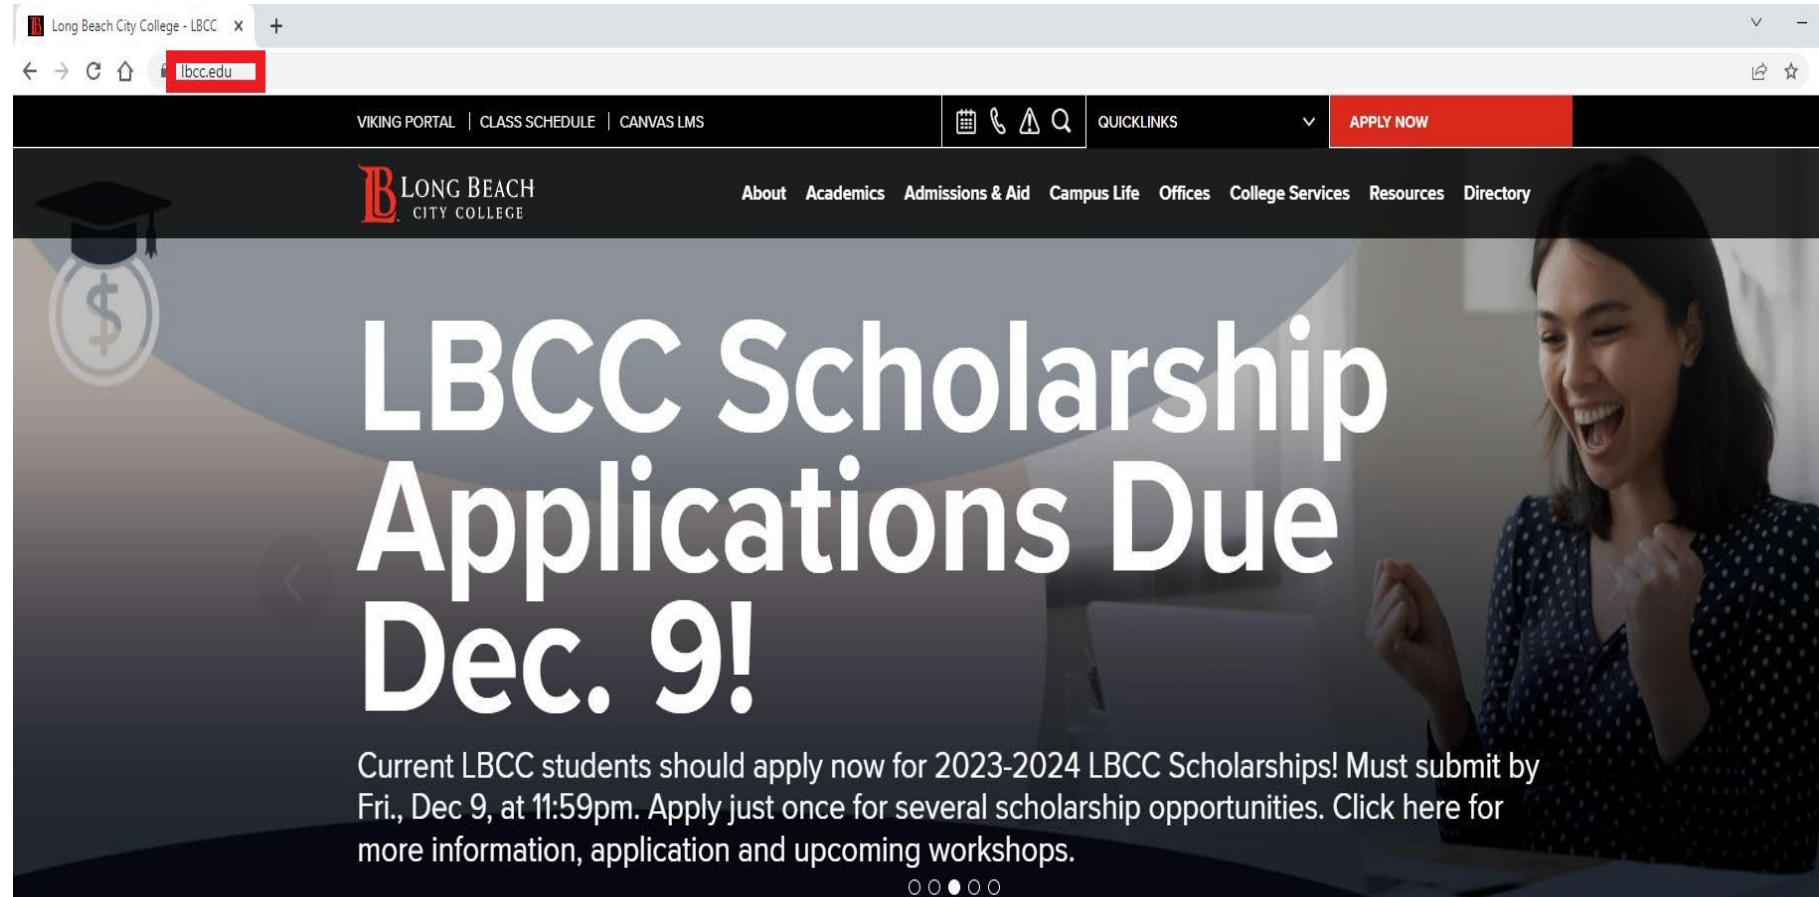 Long Beach City College - LBCC
lbcc.edu
VIKING PORTAL | CLASS SCHEDULE | CANVAS LMS
QUICKLINKS
APPLY NOW
LB LONG BEACH
CITY COLLEGE
About Academics Admissions & Aid Campus Life Offices College Services Resources Directory
$
LBCC Scholarship
Applications Due
Dec. 9!
Current LBCC students should apply now for 2023-2024 LBCC Scholarships! Must submit by
Fri., Dec 9, at 11:59pm. Apply just once for several scholarship opportunities. Click here for
more information, application and upcoming workshops.